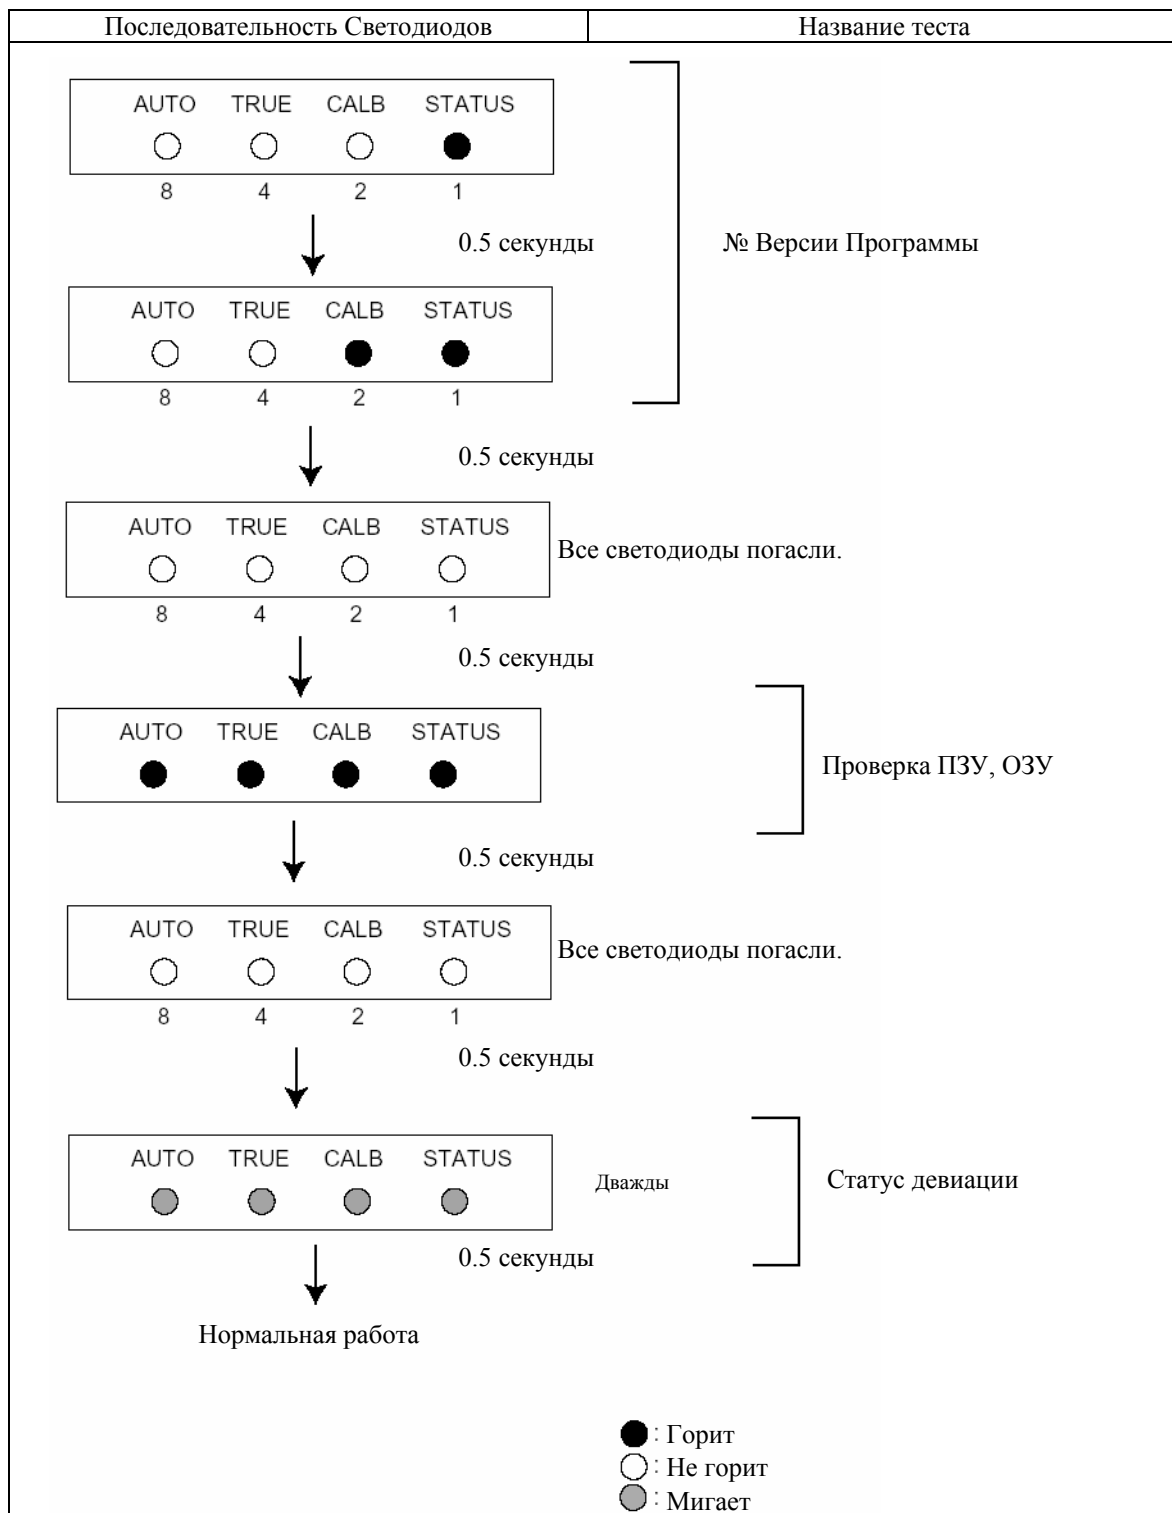 Последовательность Светодиодов Название теста
AUTO TRUE CALB STATUS
8 4 2 1
0.5 секунды № Версии Программы
AUTO TRUE CALB STATUS
8 4 2 1
0.5 секунды
AUTO TRUE CALB STATUS
Все светодиоды погасли.
8 4 2 1
0.5 секунды
AUTO TRUE CALB STATUS
Проверка ПЗУ, ОЗУ
0.5 секунды
AUTO TRUE CALB STATUS
Все светодиоды погасли.
8 4 2 1
0.5 секунды
AUTO TRUE CALB STATUS
Дважды Статус девиации
0.5 секунды
Нормальная работа
: Горит
: Не горит
: Мигает